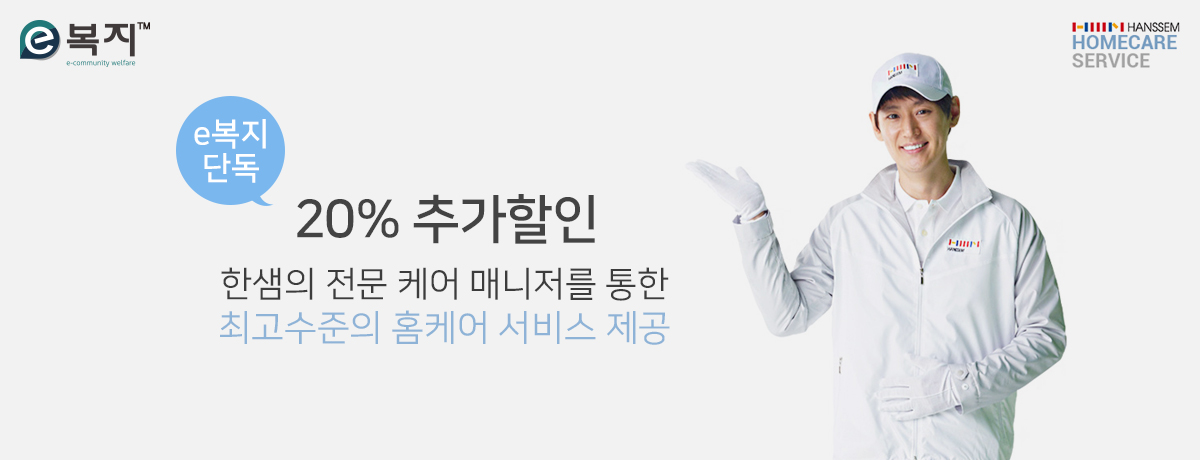 e복지™
e-community welfare
HANSSEM
HOMECARE
SERVICE
e복지
단독
20% 추가할인
한샘의 전문 케어 매니저를 통한
최고수준의 홈케어 서비스 제공
HANSSEM